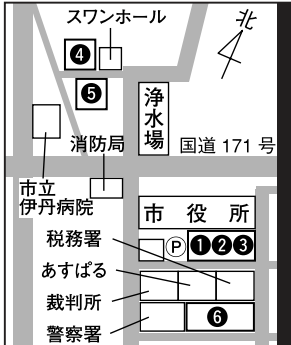 スワンホール
北
❹
❺
浄水場
消防局
国道 171 号
市立
伊丹病院
市 役 所
税務署
Ⓟ
❶❷❸
あすぱる
裁判所
❻
警察署